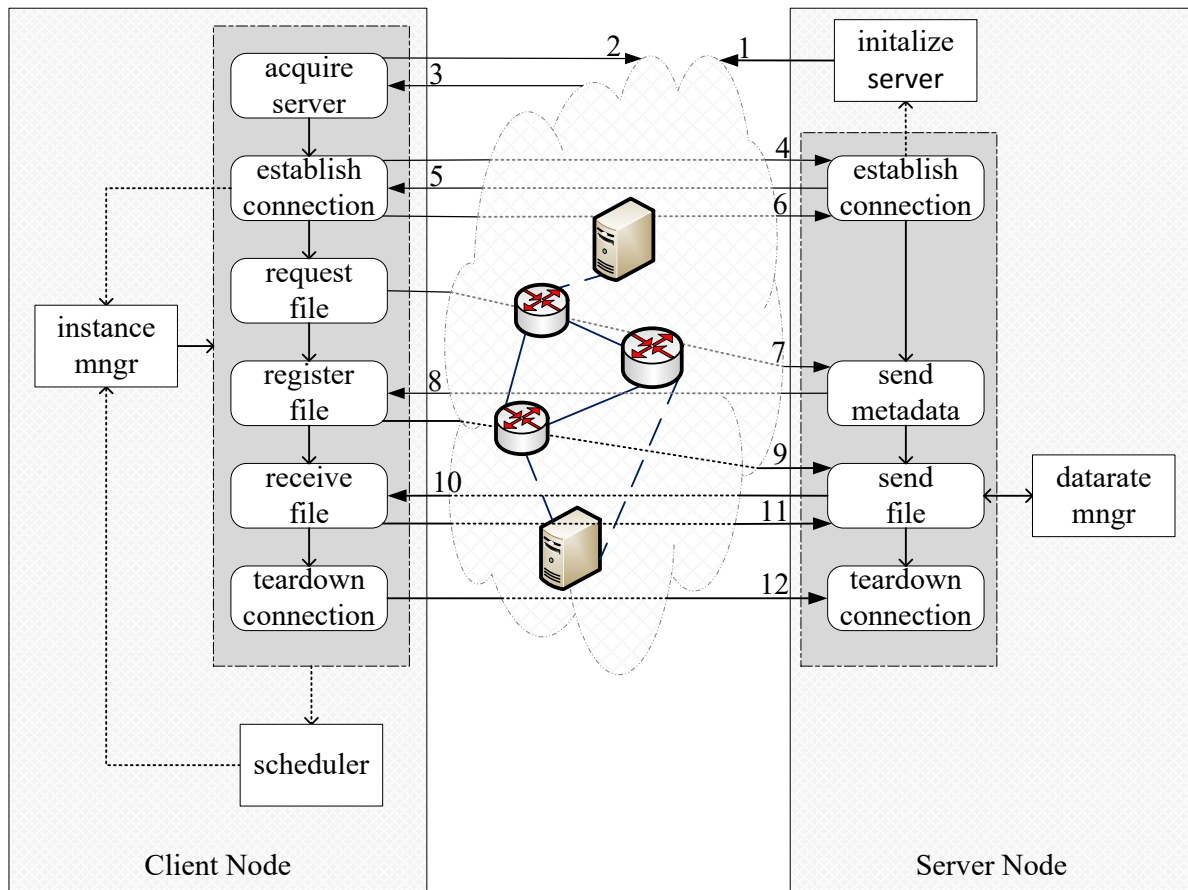 2
1
initalize
server
acquire
server
3
4
establish
connection
5
establish
connection
6
request
file
instance
mngr
7
register
file
8
send
metadata
9
receive
file
10
send
file
datarate
mngr
11
teardown
connection
12
teardown
connection
scheduler
Client Node
Server Node